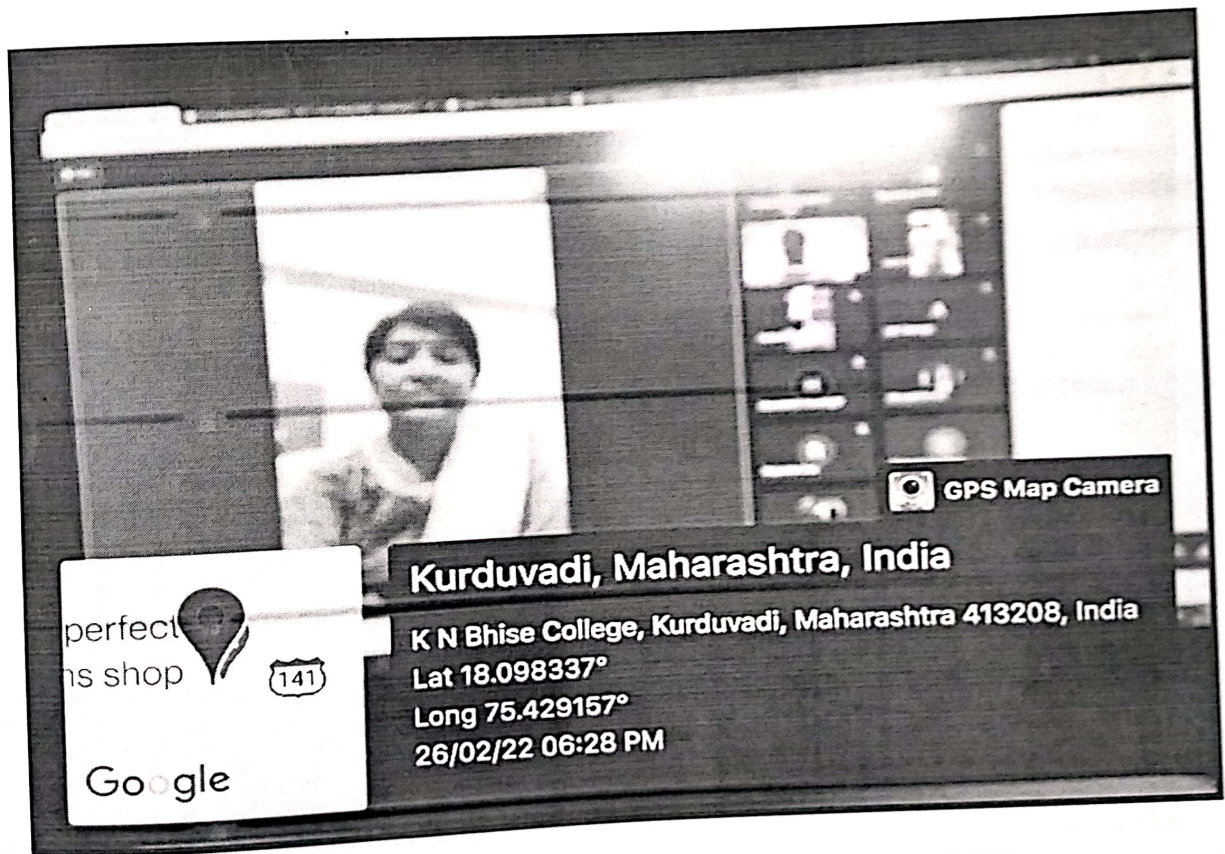 GPS Map Camera
Kurduvadi, Maharashtra, India
K N Bhise College, Kurduvadi, Maharashtra 413208, India
Lat 18.098337°
Long 75.429157°
26/02/22 06:28 PM
perfect
ns shop
141
Google